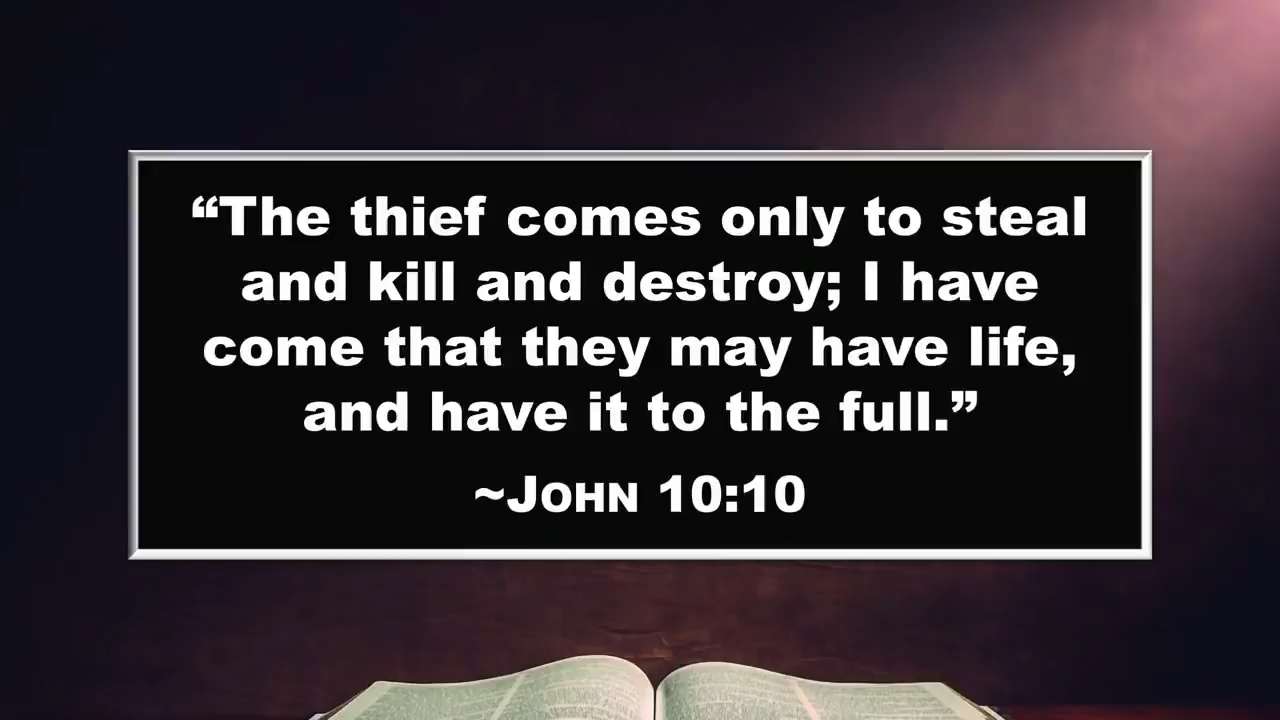 “The thief comes only to steal
and kill and destroy; I have
come that they may have life,
and have it to the full.”
~JOHN 10:10